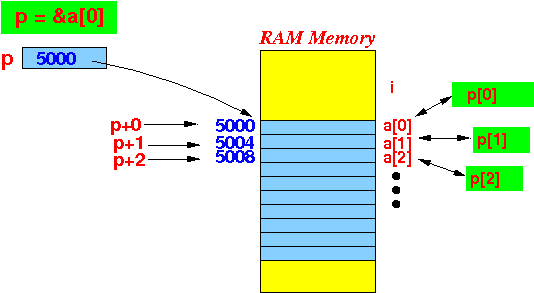 p = &a[0]
RAM Memory
p 5000
i
p[0]
p+0 5000 a[0]
p+1 5004 a[1] p[1]
p+2 5008 a[2]
p[2]